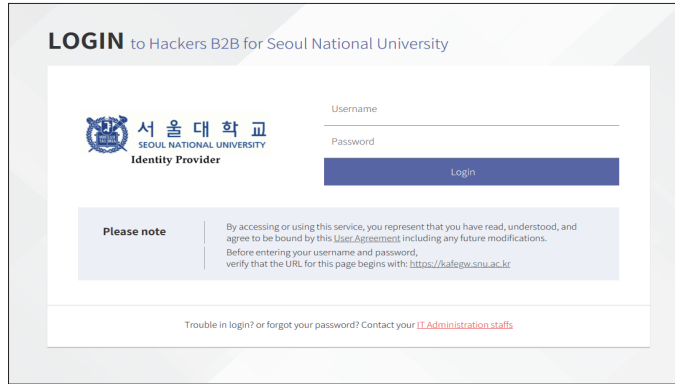 LOGIN to Hackers B2B for Seoul National University
서울대학교
SEOUL NATIONAL UNIVERSITY
Identity Provider
Username
Password
Login
Please note
By accessing or using this service, you represent that you have read, understood, and
agree to be bound by this User Agreement including any future modifications.
Before entering your username and password,
verify that the URL for this page begins with: https://kafegw.snu.ac.kr
Trouble in login? or forgot your password? Contact your IT Administration staffs